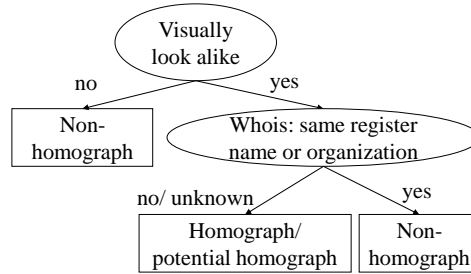 Visually
look alike
no
yes
Non-
homograph
Whois: same register
name or organization
no/ unknown
yes
Homograph/
potential homograph
Non-
homograph